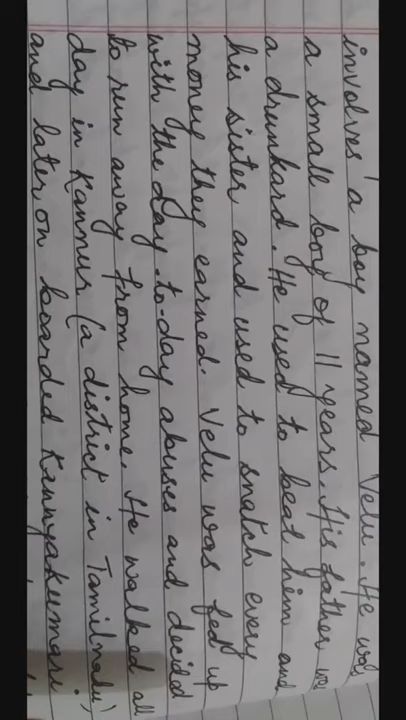 involves a boy named Velu. He was
a small boy of 11 years. His father was
a drunkard. He used to beat him and
his sister and used to snatch every
money they earned. Velu was fed up
with the day-to-day abuses and decided
to run away from home. He walked all
day in Kannur (a district in Tamilnadu)
and later on boarded Kannyakumari